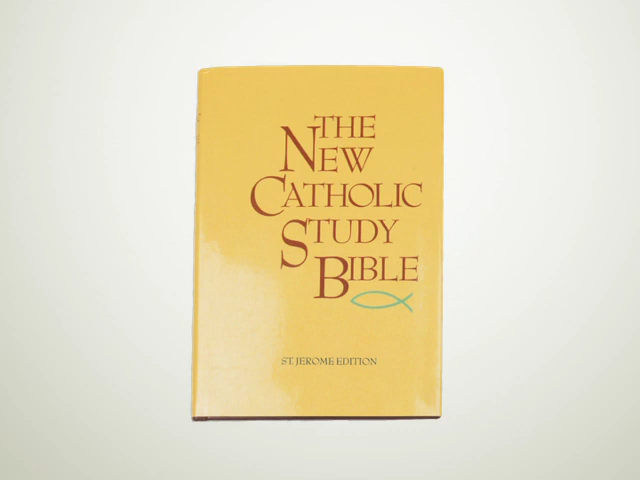 THE
NEW
CATHOLIC
STUDY
BIBLE
ST. JEROME EDITION